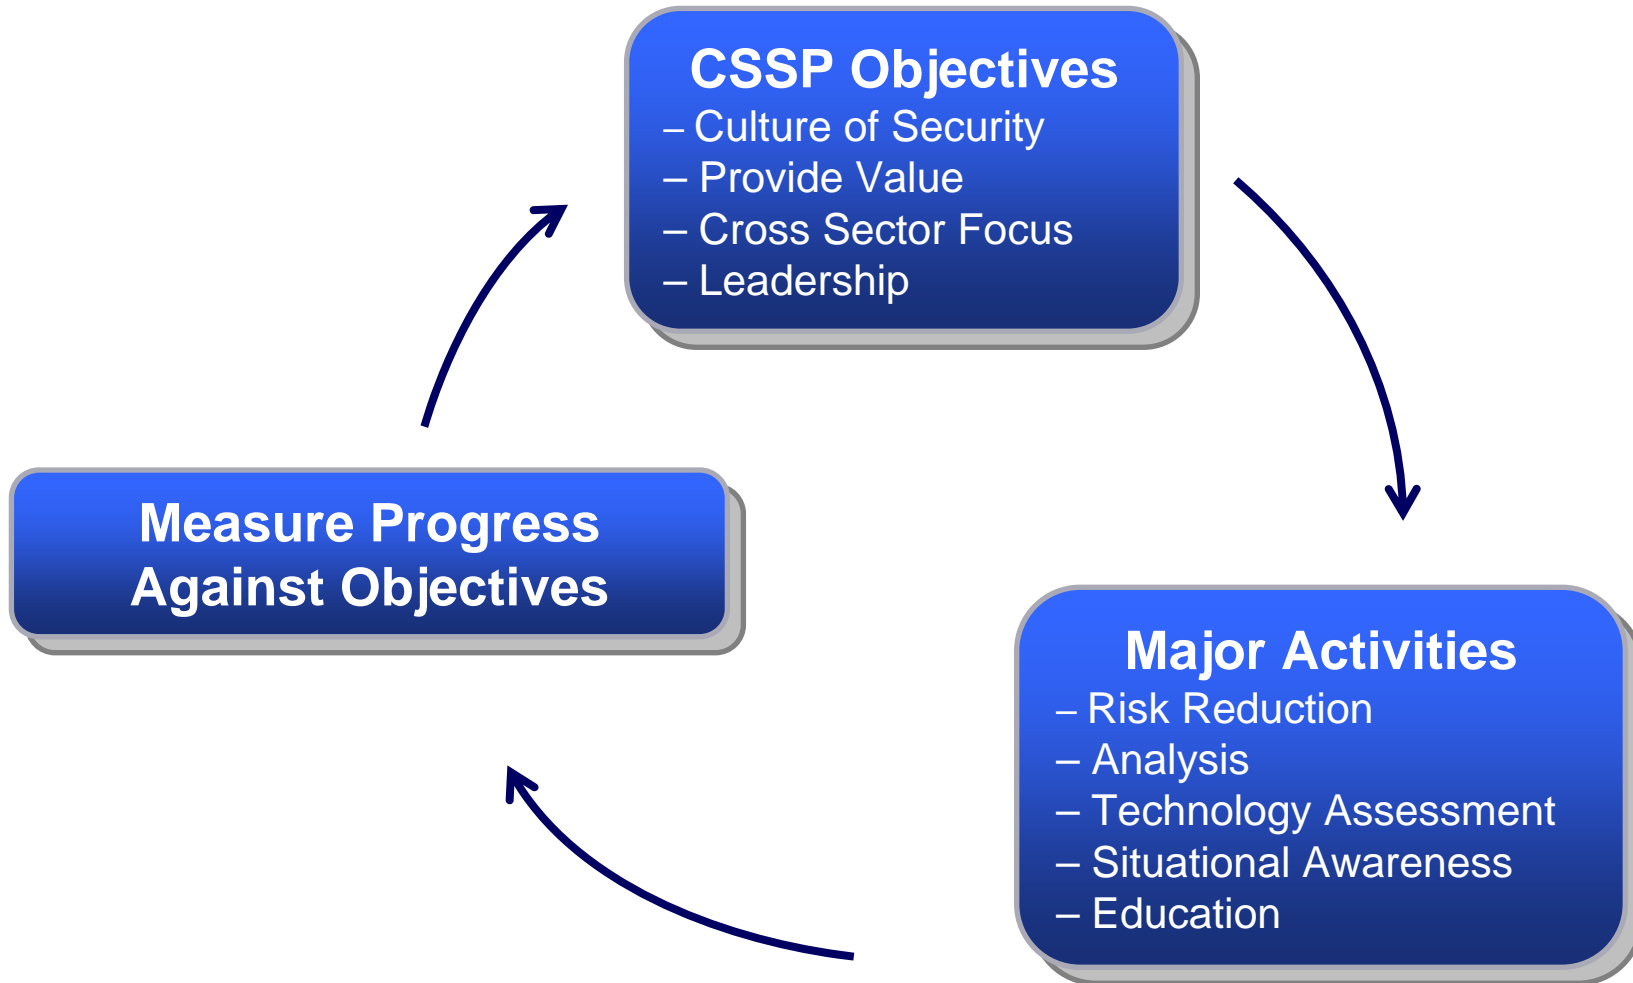 CSSP Objectives
– Culture of Security
– Provide Value
– Cross Sector Focus
– Leadership
Measure Progress
Against Objectives
Major Activities
– Risk Reduction
– Analysis
– Technology Assessment
– Situational Awareness
– Education